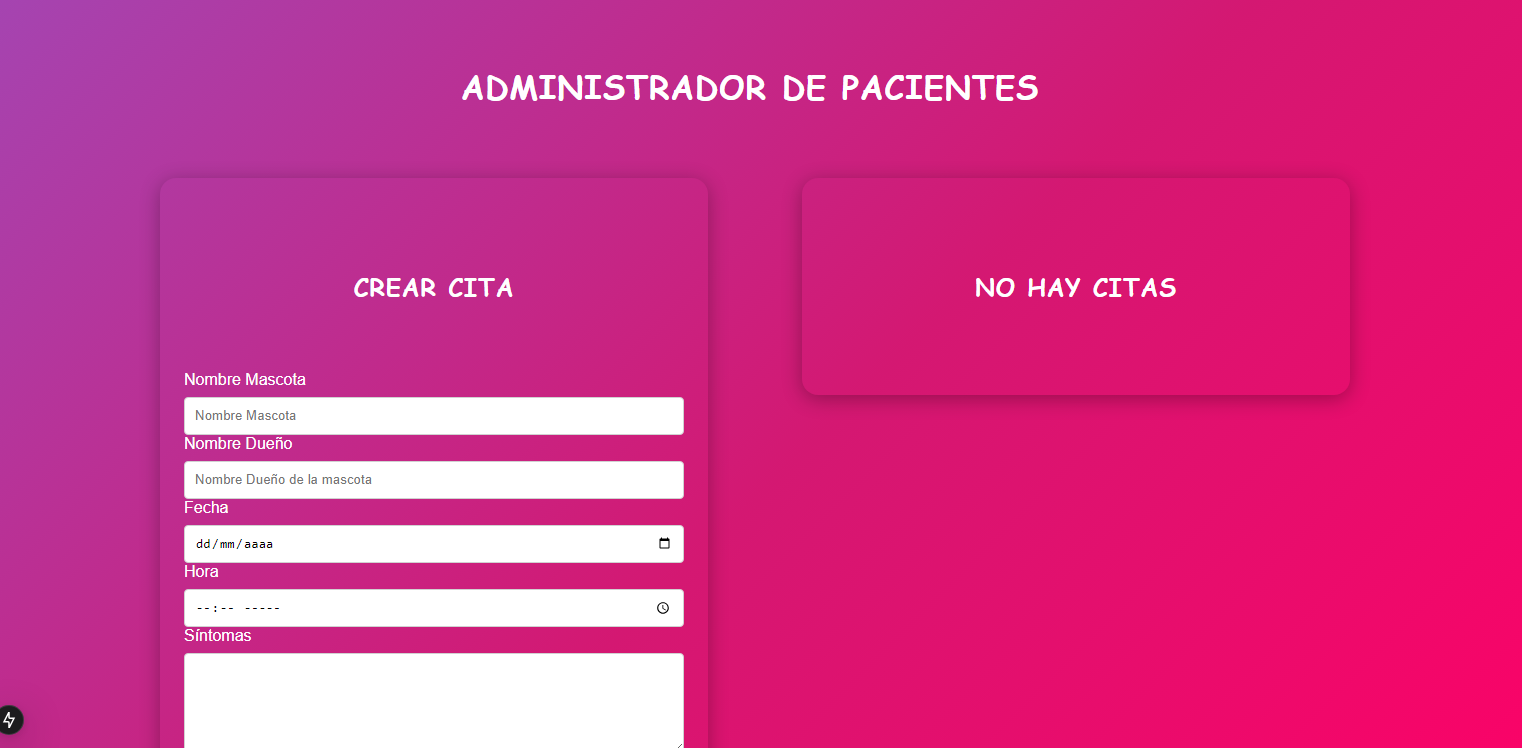 ADMINISTRADOR DE PACIENTES
CREAR CITA
Nombre Mascota
Nombre Mascota
Nombre Dueño
Nombre Dueño de la mascota
Fecha
dd/mm/aaaa
Hora
--:-- -----
Síntomas
NO HAY CITAS